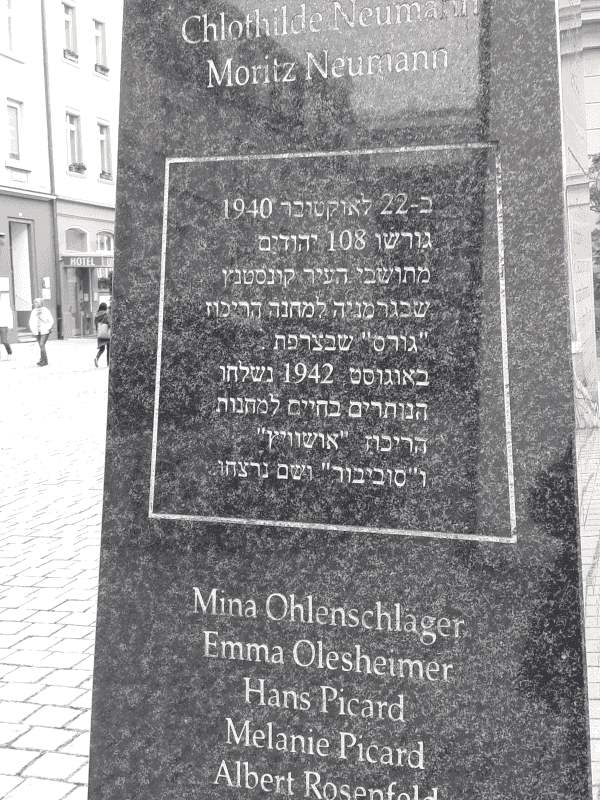 Chlothilde Neumann
Moritz Neumann
ב-22 לאוקטובר 1940
גורשו 108 יהודים
מתושבי העיר קונסטנץ
שבגרמניה למחנה הריכוז
"גורס" שבצרפת .
באוגוסט 1942 נשלחו
הנותרים בחיים למחנות
הריכוז "אושוויץ"
ו"סוביבור" ושם נרצחו.
HOTEL
Mina Ohlenschlager
Emma Olesheimer
Hans Picard
Melanie Picard
Albert Rosenfeld